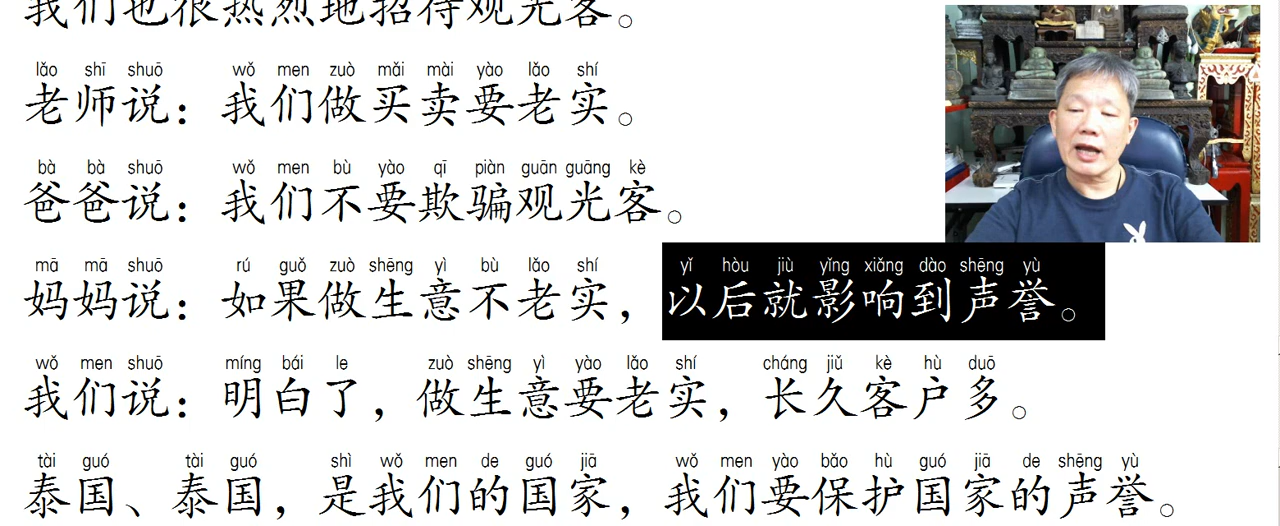 我们也很热烈地招待观光客。
lǎo shī shuō wǒ men zuò mǎi mài yào lǎo shí
老师说：我们做买卖要老实。
bà bà shuō wǒ men bù yào qī piàn guān guāng kè
爸爸说：我们不要欺骗观光客。
mā mā shuō rú guǒ zuò shēng yì bù lǎo shí yǐ hòu jiù yǐng xiǎng dào shēng yù
妈妈说：如果做生意不老实，以后就影响到声誉。
wǒ men shuō míng bái le zuò shēng yì yào lǎo shí cháng jiǔ kè hù duō
我们说：明白了，做生意要老实，长久客户多。
tài guó tài guó shì wǒ men de guó jiā wǒ men yào bǎo hù guó jiā de shēng yù
泰国、泰国，是我们的国家，我们要保护国家的声誉。